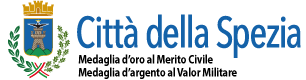 Città della Spezia
Medaglia d'oro al Merito Civile
Medaglia d'argento al Valor Militare